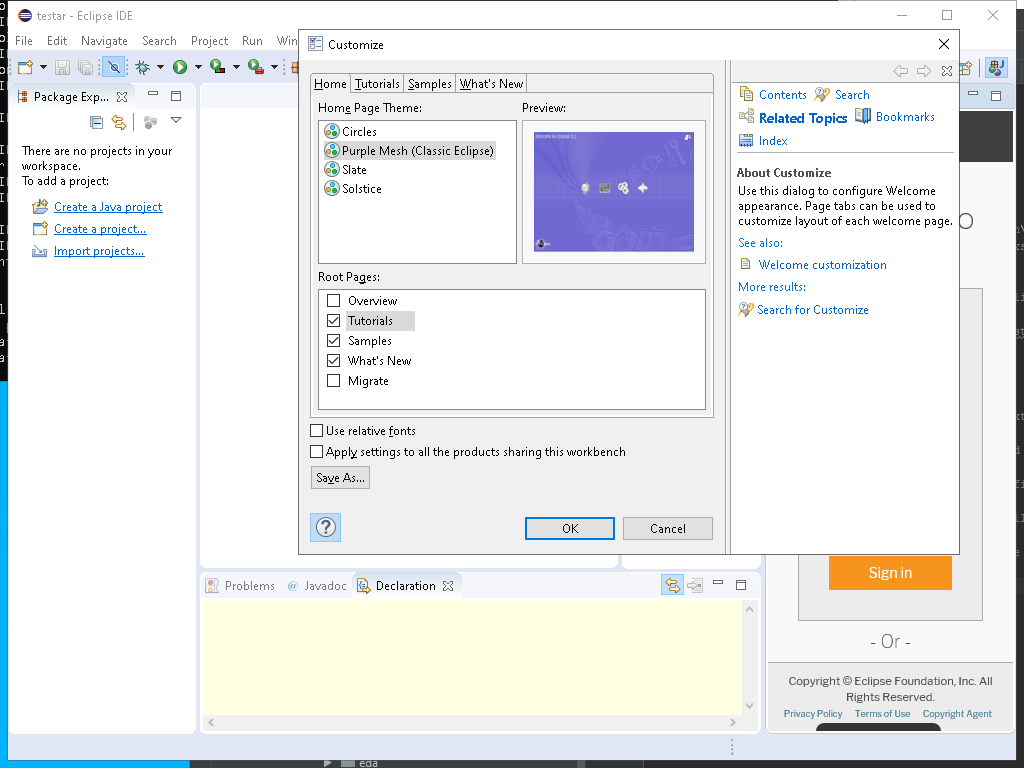 testar - Eclipse IDE
File Edit Navigate Search Project Run
Package Exp...
There are no projects in your
workspace.
To add a project:
Create a Java project
Create a project...
Import projects...
Customize
Home Tutorials Samples What's New
Home Page Theme:
Preview:
Circles
Purple Mesh (Classic Eclipse)
Slate
Solstice
Root Pages:
Overview
Tutorials
Samples
What's New
Migrate
Use relative fonts
Apply settings to all the products sharing this workbench
Save As...
OK
Cancel
Contents Search
Related Topics Bookmarks
Index
About Customize
Use this dialog to configure Welcome
appearance. Page tabs can be used to
customize layout of each welcome page.
See also:
Welcome customization
More results:
Search for Customize
Problems @ Javadoc Declaration
Sign in
- Or -
Copyright © Eclipse Foundation, Inc. All
Rights Reserved.
Privacy Policy Terms of Use Copyright Agent
eda